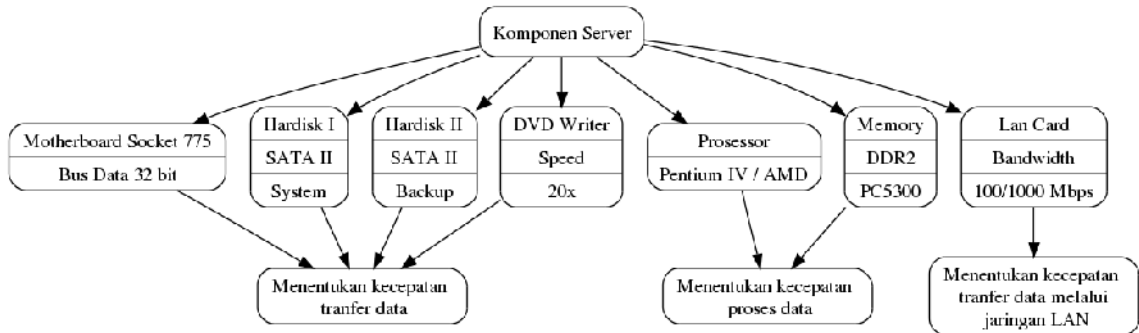 Komponen Server
Motherboard Socket 775
Bus Data 32 bit
Hardisk I
SATA II
System
Hardisk II
SATA II
Backup
DVD Writer
Speed
20x
Prosessor
Pentium IV / AMD
Memory
DDR2
PC5300
Lan Card
Bandwidth
100/1000 Mbps
Menentukan kecepatan
tranfer data
Menentukan kecepatan
proses data
Menentukan kecepatan
tranfer data melalui
jaringan LAN